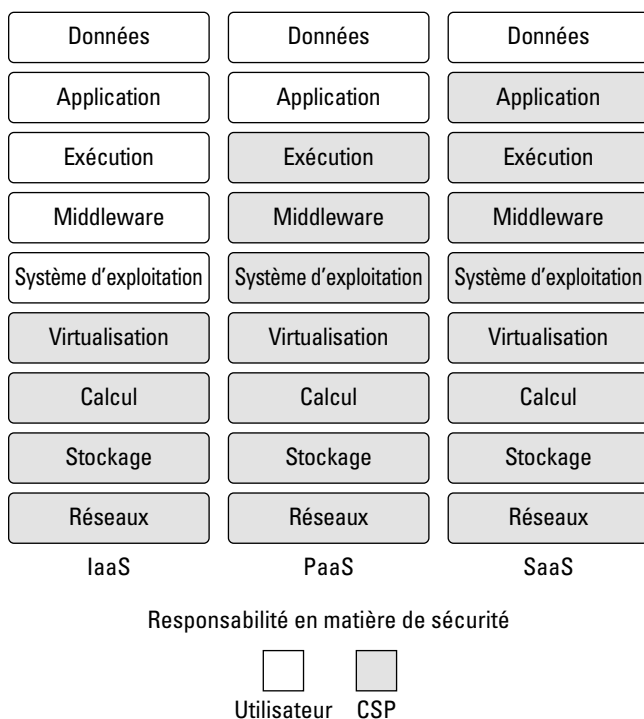 Données Données Données
Application Application Application
Exécution Exécution Exécution
Middleware Middleware Middleware
Système d'exploitation Système d'exploitation Système d'exploitation
Virtualisation Virtualisation Virtualisation
Calcul Calcul Calcul
Stockage Stockage Stockage
Réseaux Réseaux Réseaux
IaaS PaaS SaaS
Responsabilité en matière de sécurité
Utilisateur CSP